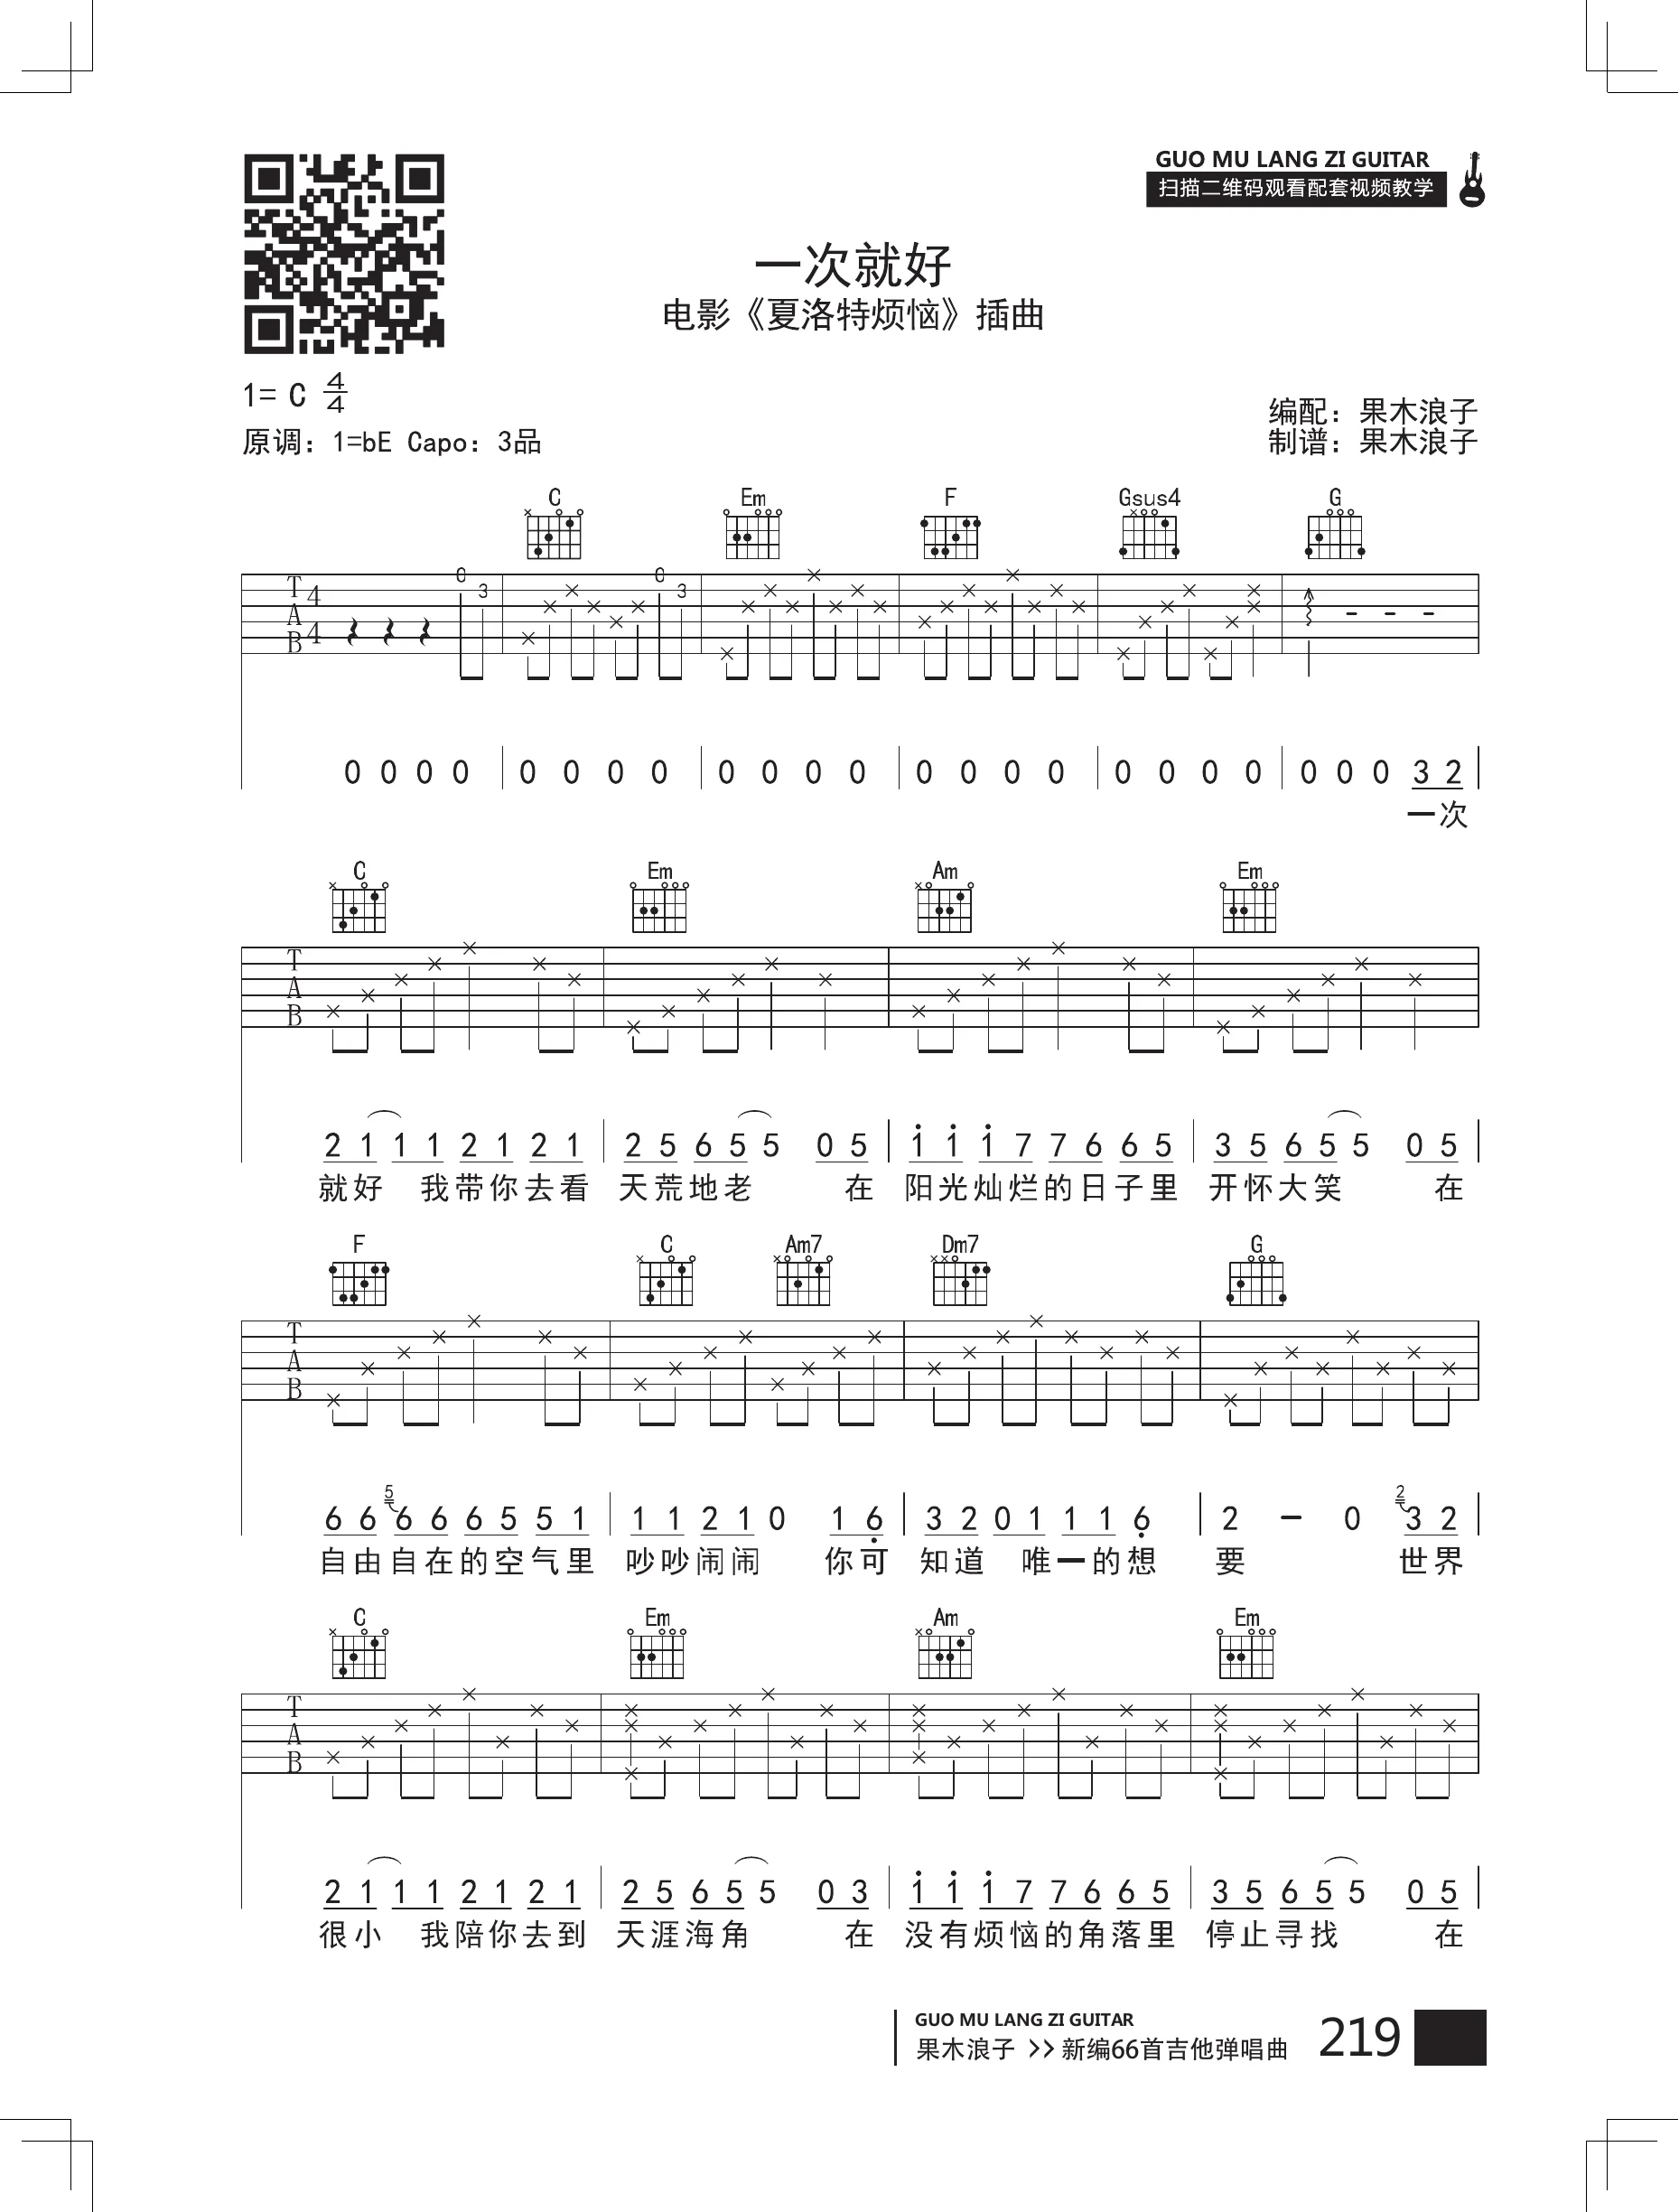 GUO MU LANG ZI GUITAR
扫描二维码观看配套视频教学
一次就好
电影《夏洛特烦恼》插曲
1= C 4/4
原调：1=bE Capo：3品
编配：果木浪子
制谱：果木浪子
C Em F Gsus4 G
T A B 4 4 0 3 0 3
0 0 0 0 | 0 0 0 0 | 0 0 0 0 | 0 0 0 0 | 0 0 0 0 | 0 0 0 3 2
一次
C Em Am Em
T A B
2 1 1 1 2 1 2 1 | 2 5 6 5 5 0 5 | i i i 7 7 6 6 5 | 3 5 6 5 5 0 5
就好 我带你去看 天荒地老 在 阳光灿烂的日子里 开怀大笑 在
F C Am7 Dm7 G
T A B
6 6 5 6 6 6 5 5 1 | 1 1 2 1 0 1 6 | 3 2 0 1 1 1 6 | 2 - 0 2 3 2
自由自在的空气里 吵吵闹闹 你可 知道 唯一的想 要 世界
C Em Am Em
T A B
2 1 1 1 2 1 2 1 | 2 5 6 5 5 0 3 | i i i 7 7 6 6 5 | 3 5 6 5 5 0 5
很小 我陪你去到 天涯海角 在 没有烦恼的角落里 停止寻找 在
GUO MU LANG ZI GUITAR
果木浪子 >> 新编66首吉他弹唱曲 219